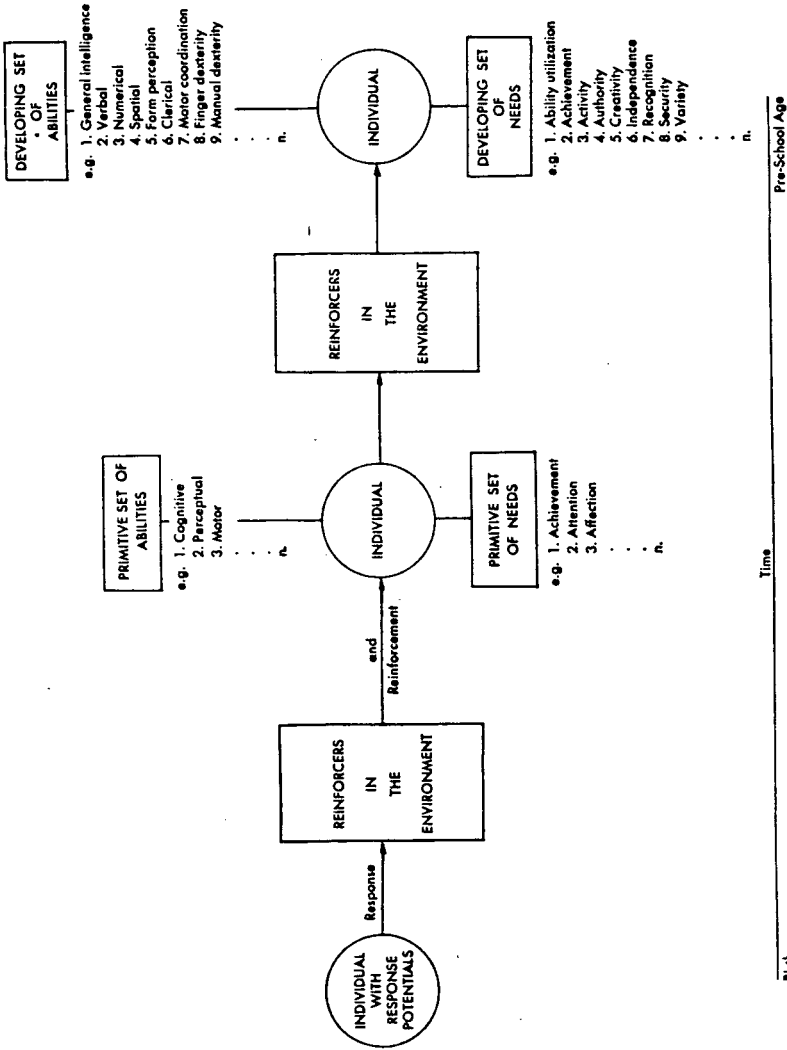 INDIVIDUAL
WITH
RESPONSE
POTENTIALS
Response
REINFORCERS
IN
THE
ENVIRONMENT
and
Reinforcement
PRIMITIVE SET OF
ABILITIES
e.g. 1. Cognitive
2. Perceptual
3. Motor
. . . n.
INDIVIDUAL
PRIMITIVE SET
OF NEEDS
e.g. 1. Achievement
2. Attention
3. Affection
. . . n.
REINFORCERS
IN
THE
ENVIRONMENT
DEVELOPING SET
OF
ABILITIES
e.g. 1. General intelligence
2. Verbal
3. Numerical
4. Spatial
5. Form perception
6. Clerical
7. Motor coordination
8. Finger dexterity
9. Manual dexterity
. . . n.
INDIVIDUAL
DEVELOPING SET
OF
NEEDS
e.g. 1. Ability utilization
2. Achievement
3. Activity
4. Authority
5. Creativity
6. Independence
7. Recognition
8. Security
9. Variety
. . . n.
Time
Pre-School Age